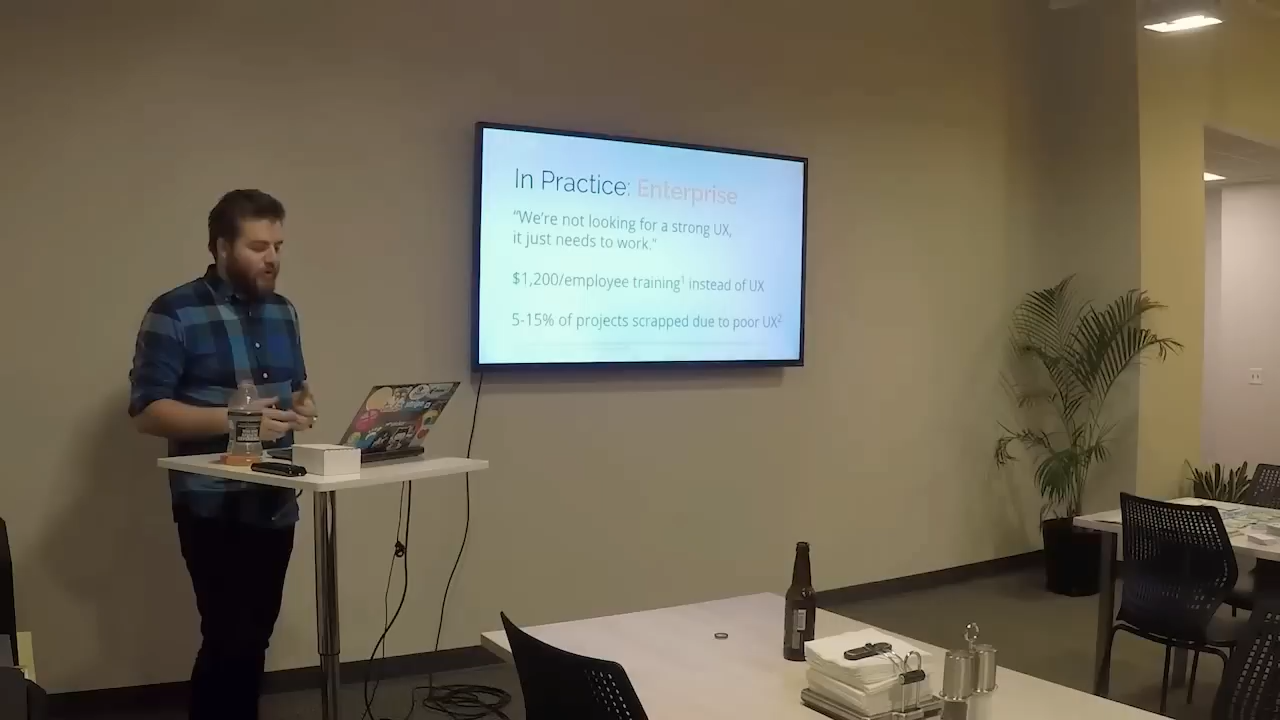 In Practice: Enterprise
“We’re not looking for a strong UX,
it just needs to work.”
$1,200/employee training¹ instead of UX
5-15% of projects scrapped due to poor UX²